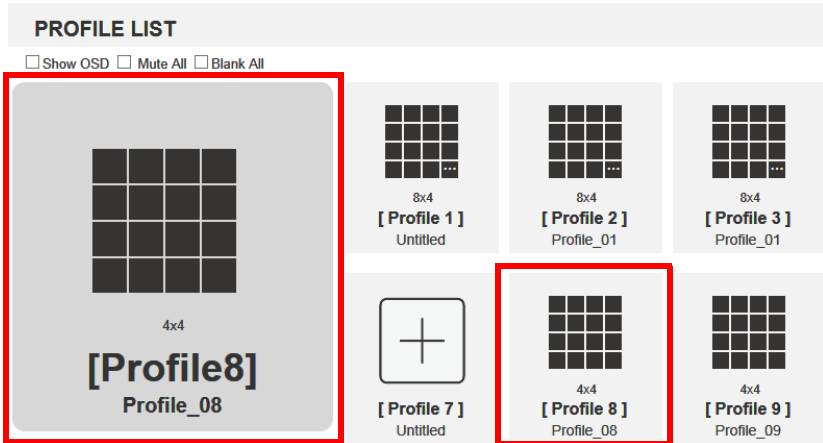 PROFILE LIST
Show OSD Mute All Blank All
4x4
[Profile8]
Profile_08
8x4
[ Profile 1 ]
Untitled
8x4
[ Profile 2 ]
Profile_01
8x4
[ Profile 3 ]
Profile_01
[ Profile 7 ]
Untitled
4x4
[ Profile 8 ]
Profile_08
4x4
[ Profile 9 ]
Profile_09